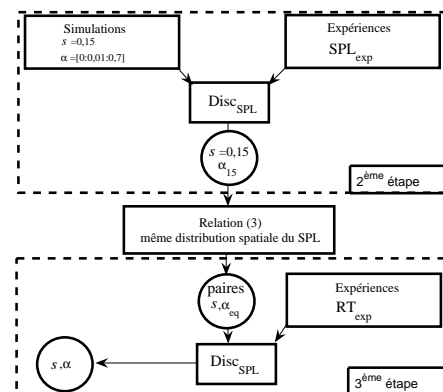 Simulations
s =0,15
α =[0:0,01:0,7]
Expériences
SPL_exp
Disc_SPL
s =0,15
α_15
2ème étape
Relation (3)
même distribution spatiale du SPL
paires
s,α_eq
Expériences
RT_exp
s,α
Disc_SPL
3ème étape